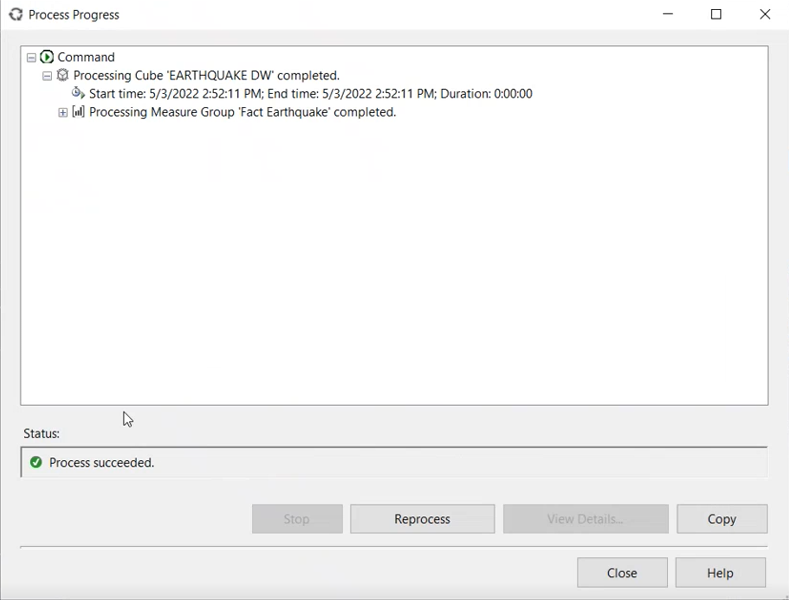 Process Progress
Command
Processing Cube 'EARTHQUAKE DW' completed.
Start time: 5/3/2022 2:52:11 PM; End time: 5/3/2022 2:52:11 PM; Duration: 0:00:00
Processing Measure Group 'Fact Earthquake' completed.
Status:
Process succeeded.
Stop
Reprocess
View Details...
Copy
Close
Help